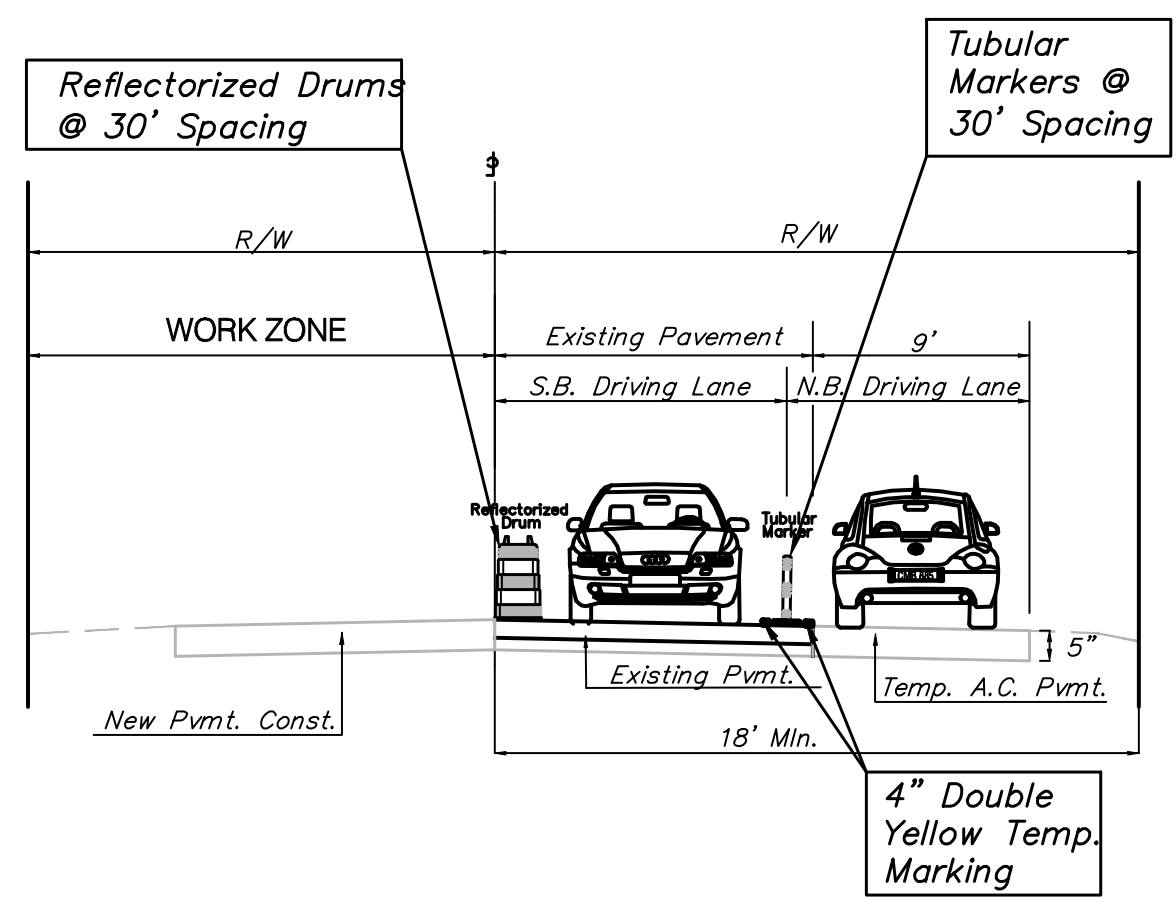 Reflectorized Drums
@ 30' Spacing
Tubular
Markers @
30' Spacing
R/W
R/W
WORK ZONE
Existing Pavement
9'
S.B. Driving Lane
N.B. Driving Lane
Reflectorized
Drum
Tubular
Marker
5"
Existing Pvmt.
Temp. A.C. Pvmt.
New Pvmt. Const.
18' MIn.
4" Double
Yellow Temp.
Marking